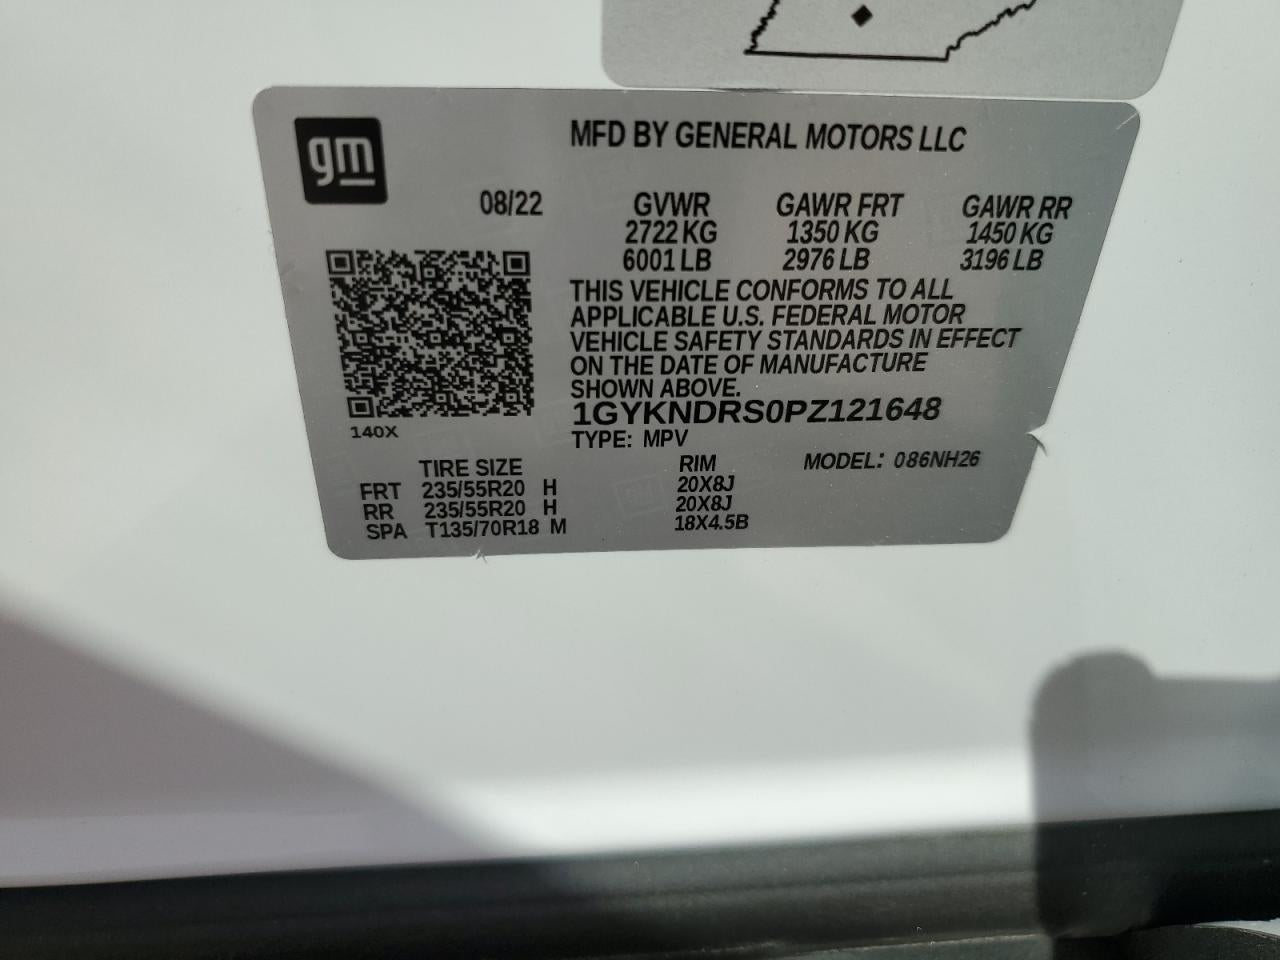 gm
MFD BY GENERAL MOTORS LLC
08/22 GVWR GAWR FRT GAWR RR
2722 KG 1350 KG 1450 KG
6001 LB 2976 LB 3196 LB
THIS VEHICLE CONFORMS TO ALL
APPLICABLE U.S. FEDERAL MOTOR
VEHICLE SAFETY STANDARDS IN EFFECT
ON THE DATE OF MANUFACTURE
SHOWN ABOVE.
1GYKNDRS0PZ121648
140X
TYPE: MPV
TIRE SIZE RIM MODEL: 086NH26
FRT 235/55R20 H 20X8J
RR 235/55R20 H 20X8J
SPA T135/70R18 M 18X4.5B